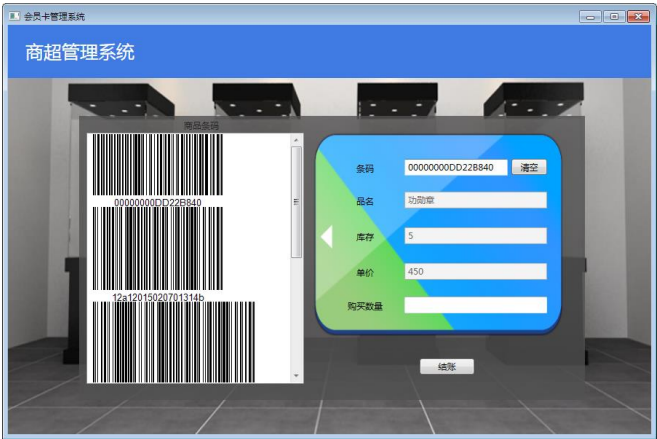 会员卡管理系统
商超管理系统
商品条码
00000000DD22B840
12a12015020701314b
条码 00000000DD22B840 清空
品名 功勋章
库存 5
单价 450
购买数量
结账